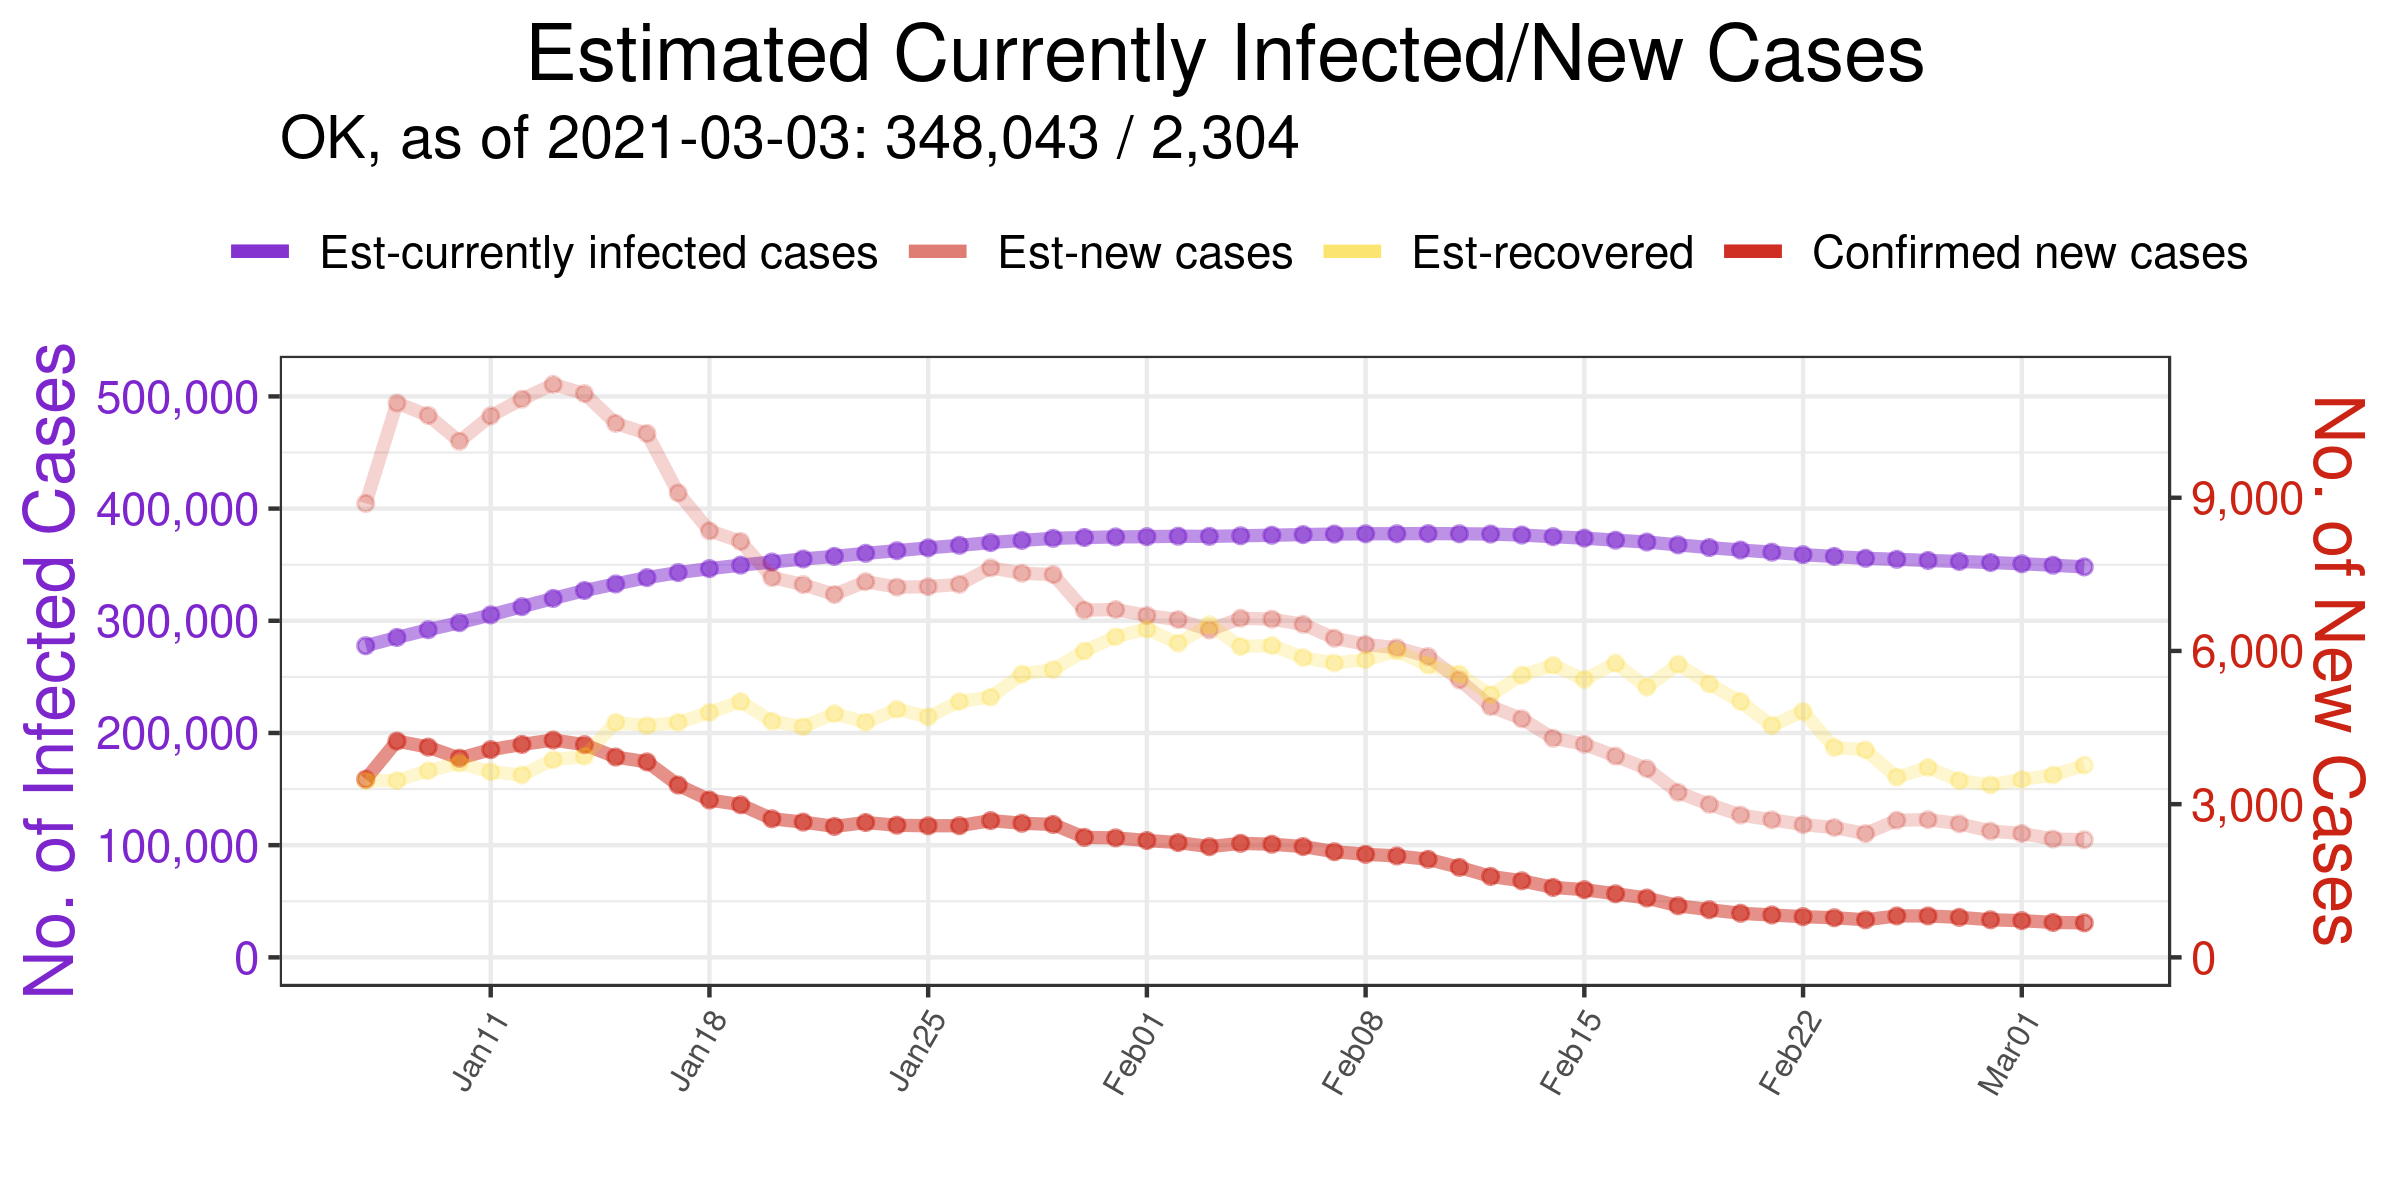 Estimated Currently Infected/New Cases
OK, as of 2021-03-03: 348,043 / 2,304
Est-currently infected cases Est-new cases Est-recovered Confirmed new cases
No. of Infected Cases
500,000
400,000
300,000
200,000
100,000
0
9,000
6,000
3,000
0
No. of New Cases
Jan11 Jan18 Jan25 Feb01 Feb08 Feb15 Feb22 Mar01